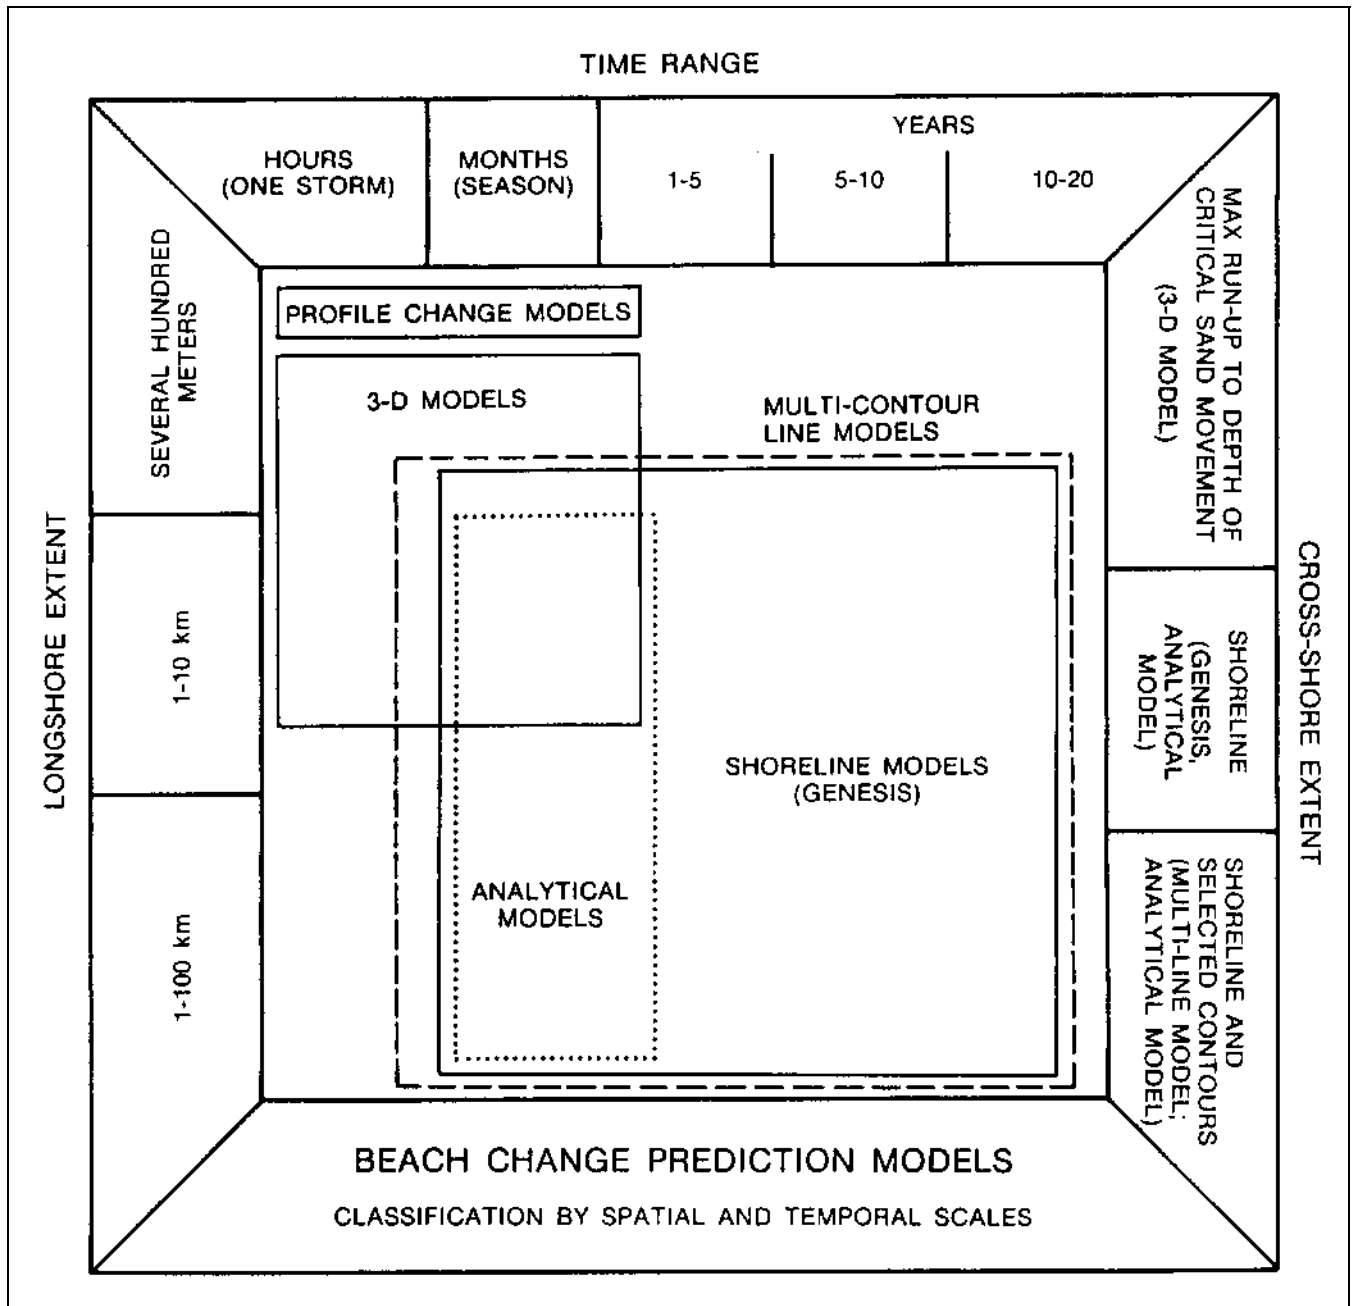 TIME RANGE
HOURS
(ONE STORM)
MONTHS
(SEASON)
YEARS
1-5
5-10
10-20
LONGSHORE EXTENT
SEVERAL HUNDRED
METERS
1-10 km
1-100 km
PROFILE CHANGE MODELS
3-D MODELS
MULTI-CONTOUR
LINE MODELS
SHORELINE MODELS
(GENESIS)
ANALYTICAL
MODELS
CROSS-SHORE EXTENT
MAX RUN-UP TO DEPTH OF
CRITICAL SAND MOVEMENT
(3-D MODEL)
SHORELINE
(GENESIS,
ANALYTICAL
MODEL)
SHORELINE AND
SELECTED CONTOURS
(MULTI-LINE MODEL;
ANALYTICAL MODEL)
BEACH CHANGE PREDICTION MODELS
CLASSIFICATION BY SPATIAL AND TEMPORAL SCALES